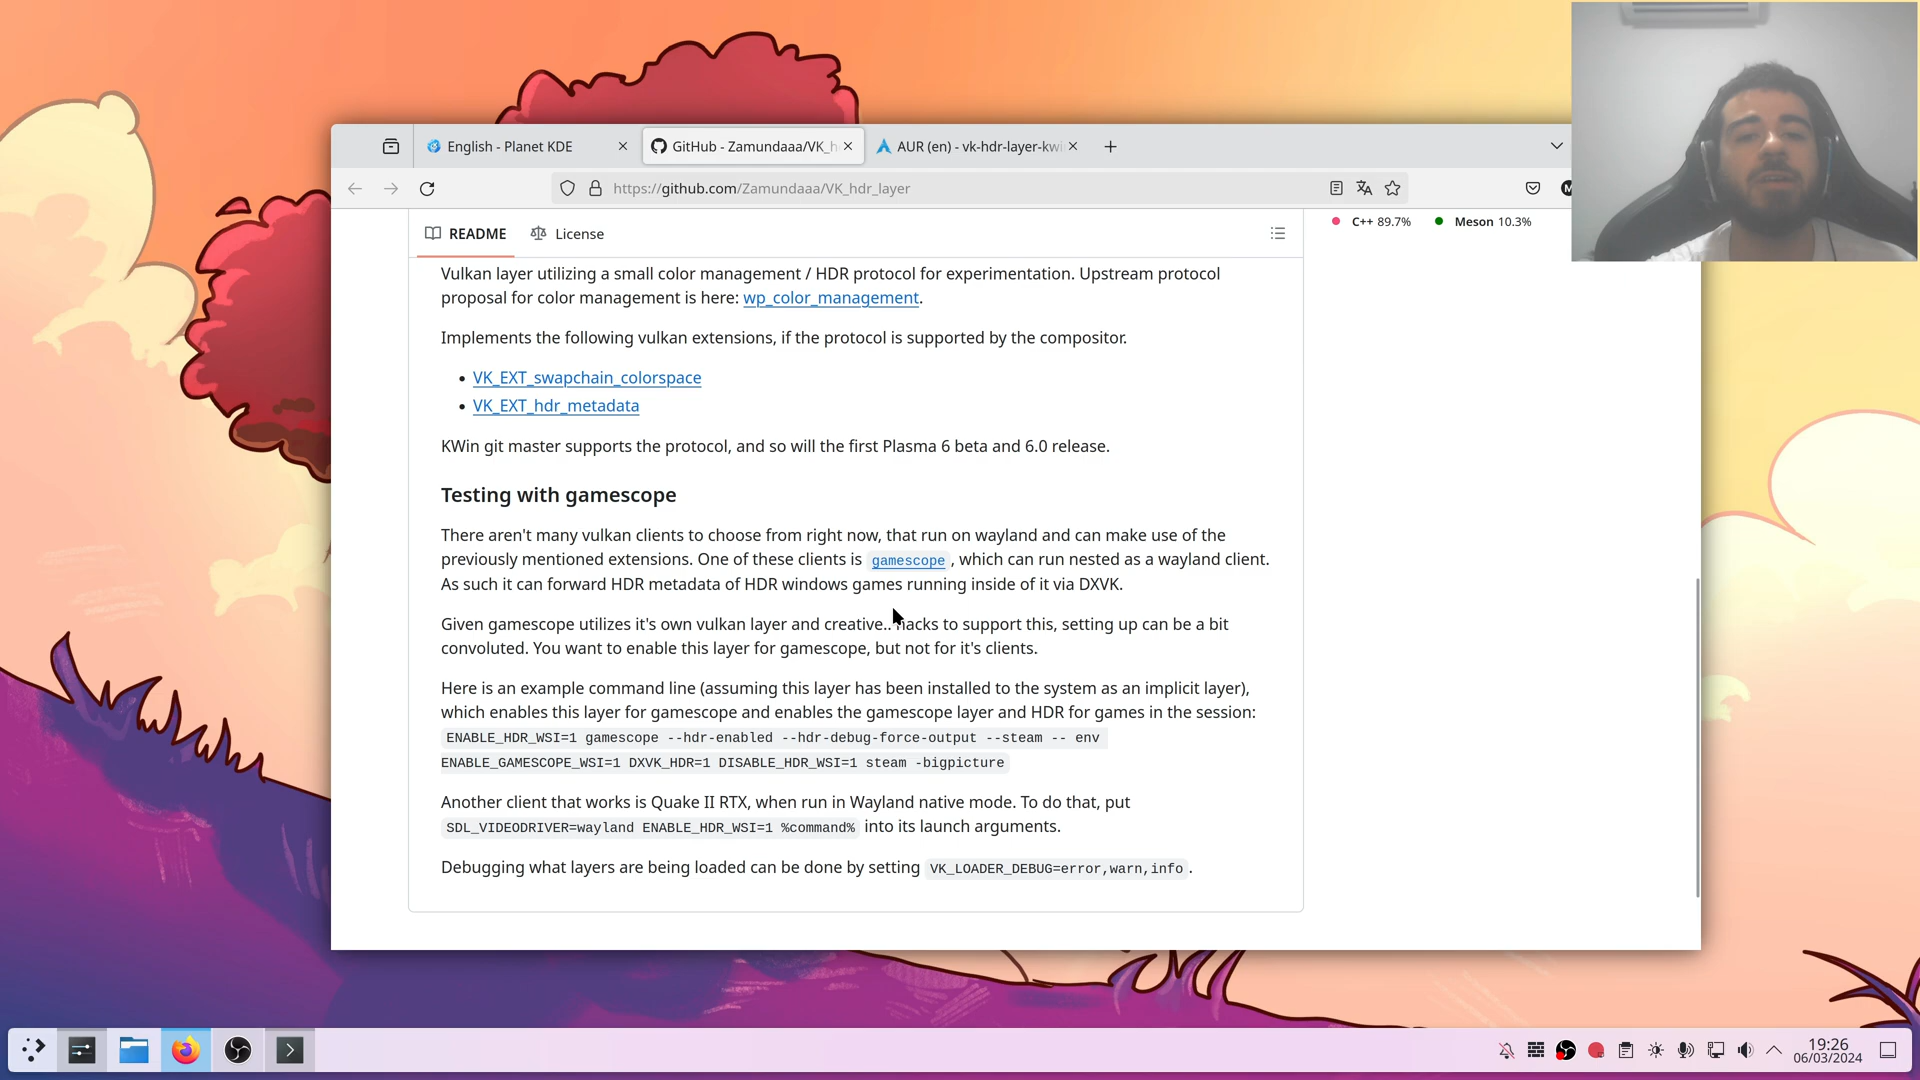 English - Planet KDE
GitHub - Zamundaaa/VK_h
AUR (en) - vk-hdr-layer-kwi
https://github.com/Zamundaaa/VK_hdr_layer
M
README
License
C++ 89.7%
Meson 10.3%
Vulkan layer utilizing a small color management / HDR protocol for experimentation. Upstream protocol
proposal for color management is here: wp_color_management.
Implements the following vulkan extensions, if the protocol is supported by the compositor.
• VK_EXT_swapchain_colorspace
• VK_EXT_hdr_metadata
KWin git master supports the protocol, and so will the first Plasma 6 beta and 6.0 release.
Testing with gamescope
There aren't many vulkan clients to choose from right now, that run on wayland and can make use of the
previously mentioned extensions. One of these clients is gamescope , which can run nested as a wayland client.
As such it can forward HDR metadata of HDR windows games running inside of it via DXVK.
Given gamescope utilizes it's own vulkan layer and creative.. hacks to support this, setting up can be a bit
convoluted. You want to enable this layer for gamescope, but not for it's clients.
Here is an example command line (assuming this layer has been installed to the system as an implicit layer),
which enables this layer for gamescope and enables the gamescope layer and HDR for games in the session:
ENABLE_HDR_WSI=1 gamescope --hdr-enabled --hdr-debug-force-output --steam -- env
ENABLE_GAMESCOPE_WSI=1 DXVK_HDR=1 DISABLE_HDR_WSI=1 steam -bigpicture
Another client that works is Quake II RTX, when run in Wayland native mode. To do that, put
SDL_VIDEODRIVER=wayland ENABLE_HDR_WSI=1 %command% into its launch arguments.
Debugging what layers are being loaded can be done by setting VK_LOADER_DEBUG=error,warn,info .
19:26
06/03/2024